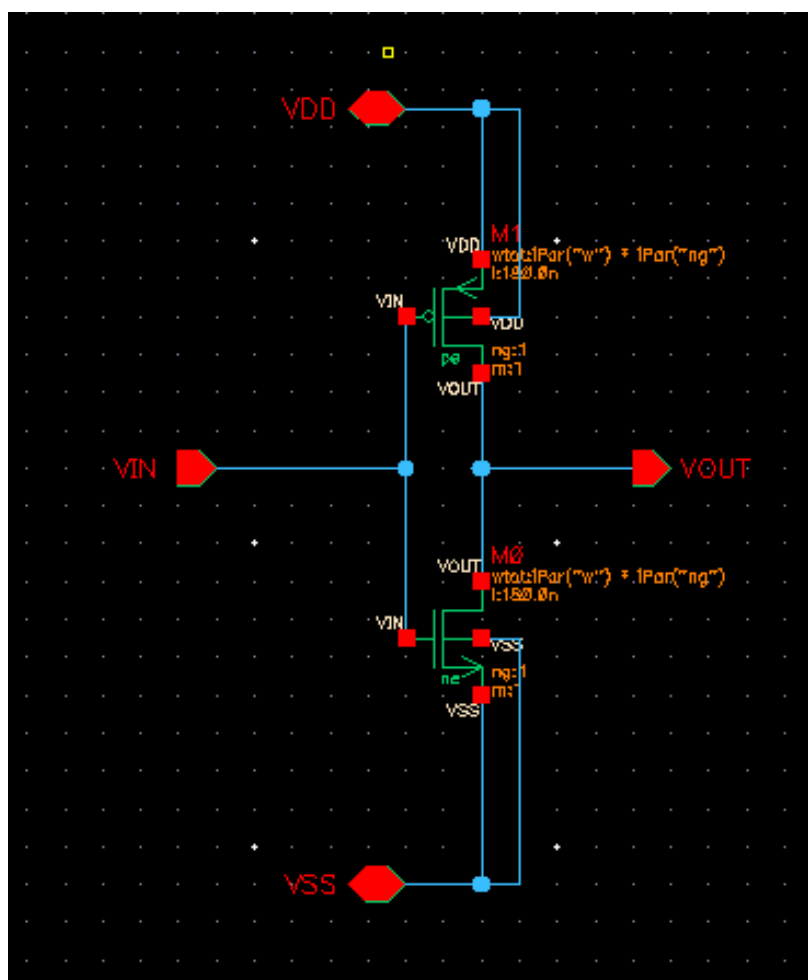 VDD
VDD
M1
wtot:iPar("w") * iPar("ng")
l:180.0n
VIN
VDD
pe
ng:1
m:1
VOUT
VIN
VOUT
VOUT
M0
wtot:iPar("w") * iPar("ng")
l:180.0n
VIN
VSS
ne
ng:1
m:1
VSS
VSS